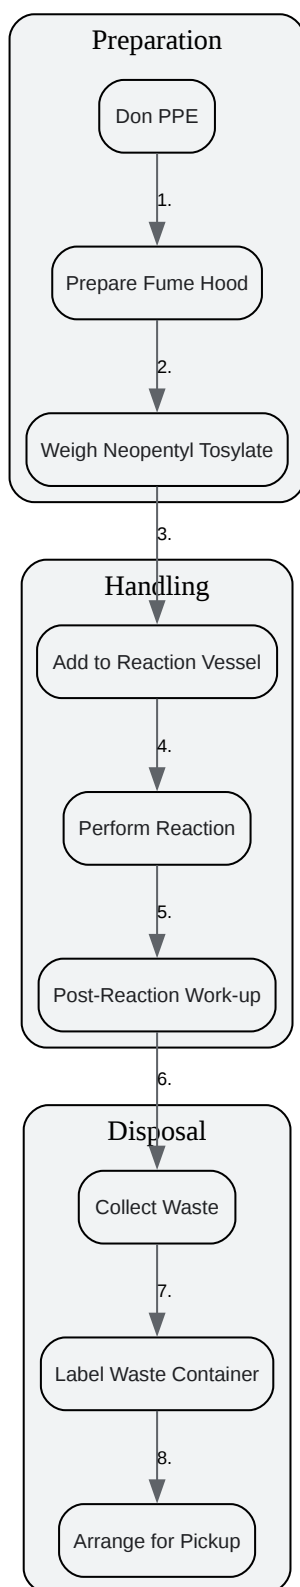 Preparation
Don PPE
1.
Prepare Fume Hood
2.
Weigh Neopentyl Tosylate
3.
Handling
Add to Reaction Vessel
4.
Perform Reaction
5.
Post-Reaction Work-up
6.
Disposal
Collect Waste
7.
Label Waste Container
8.
Arrange for Pickup